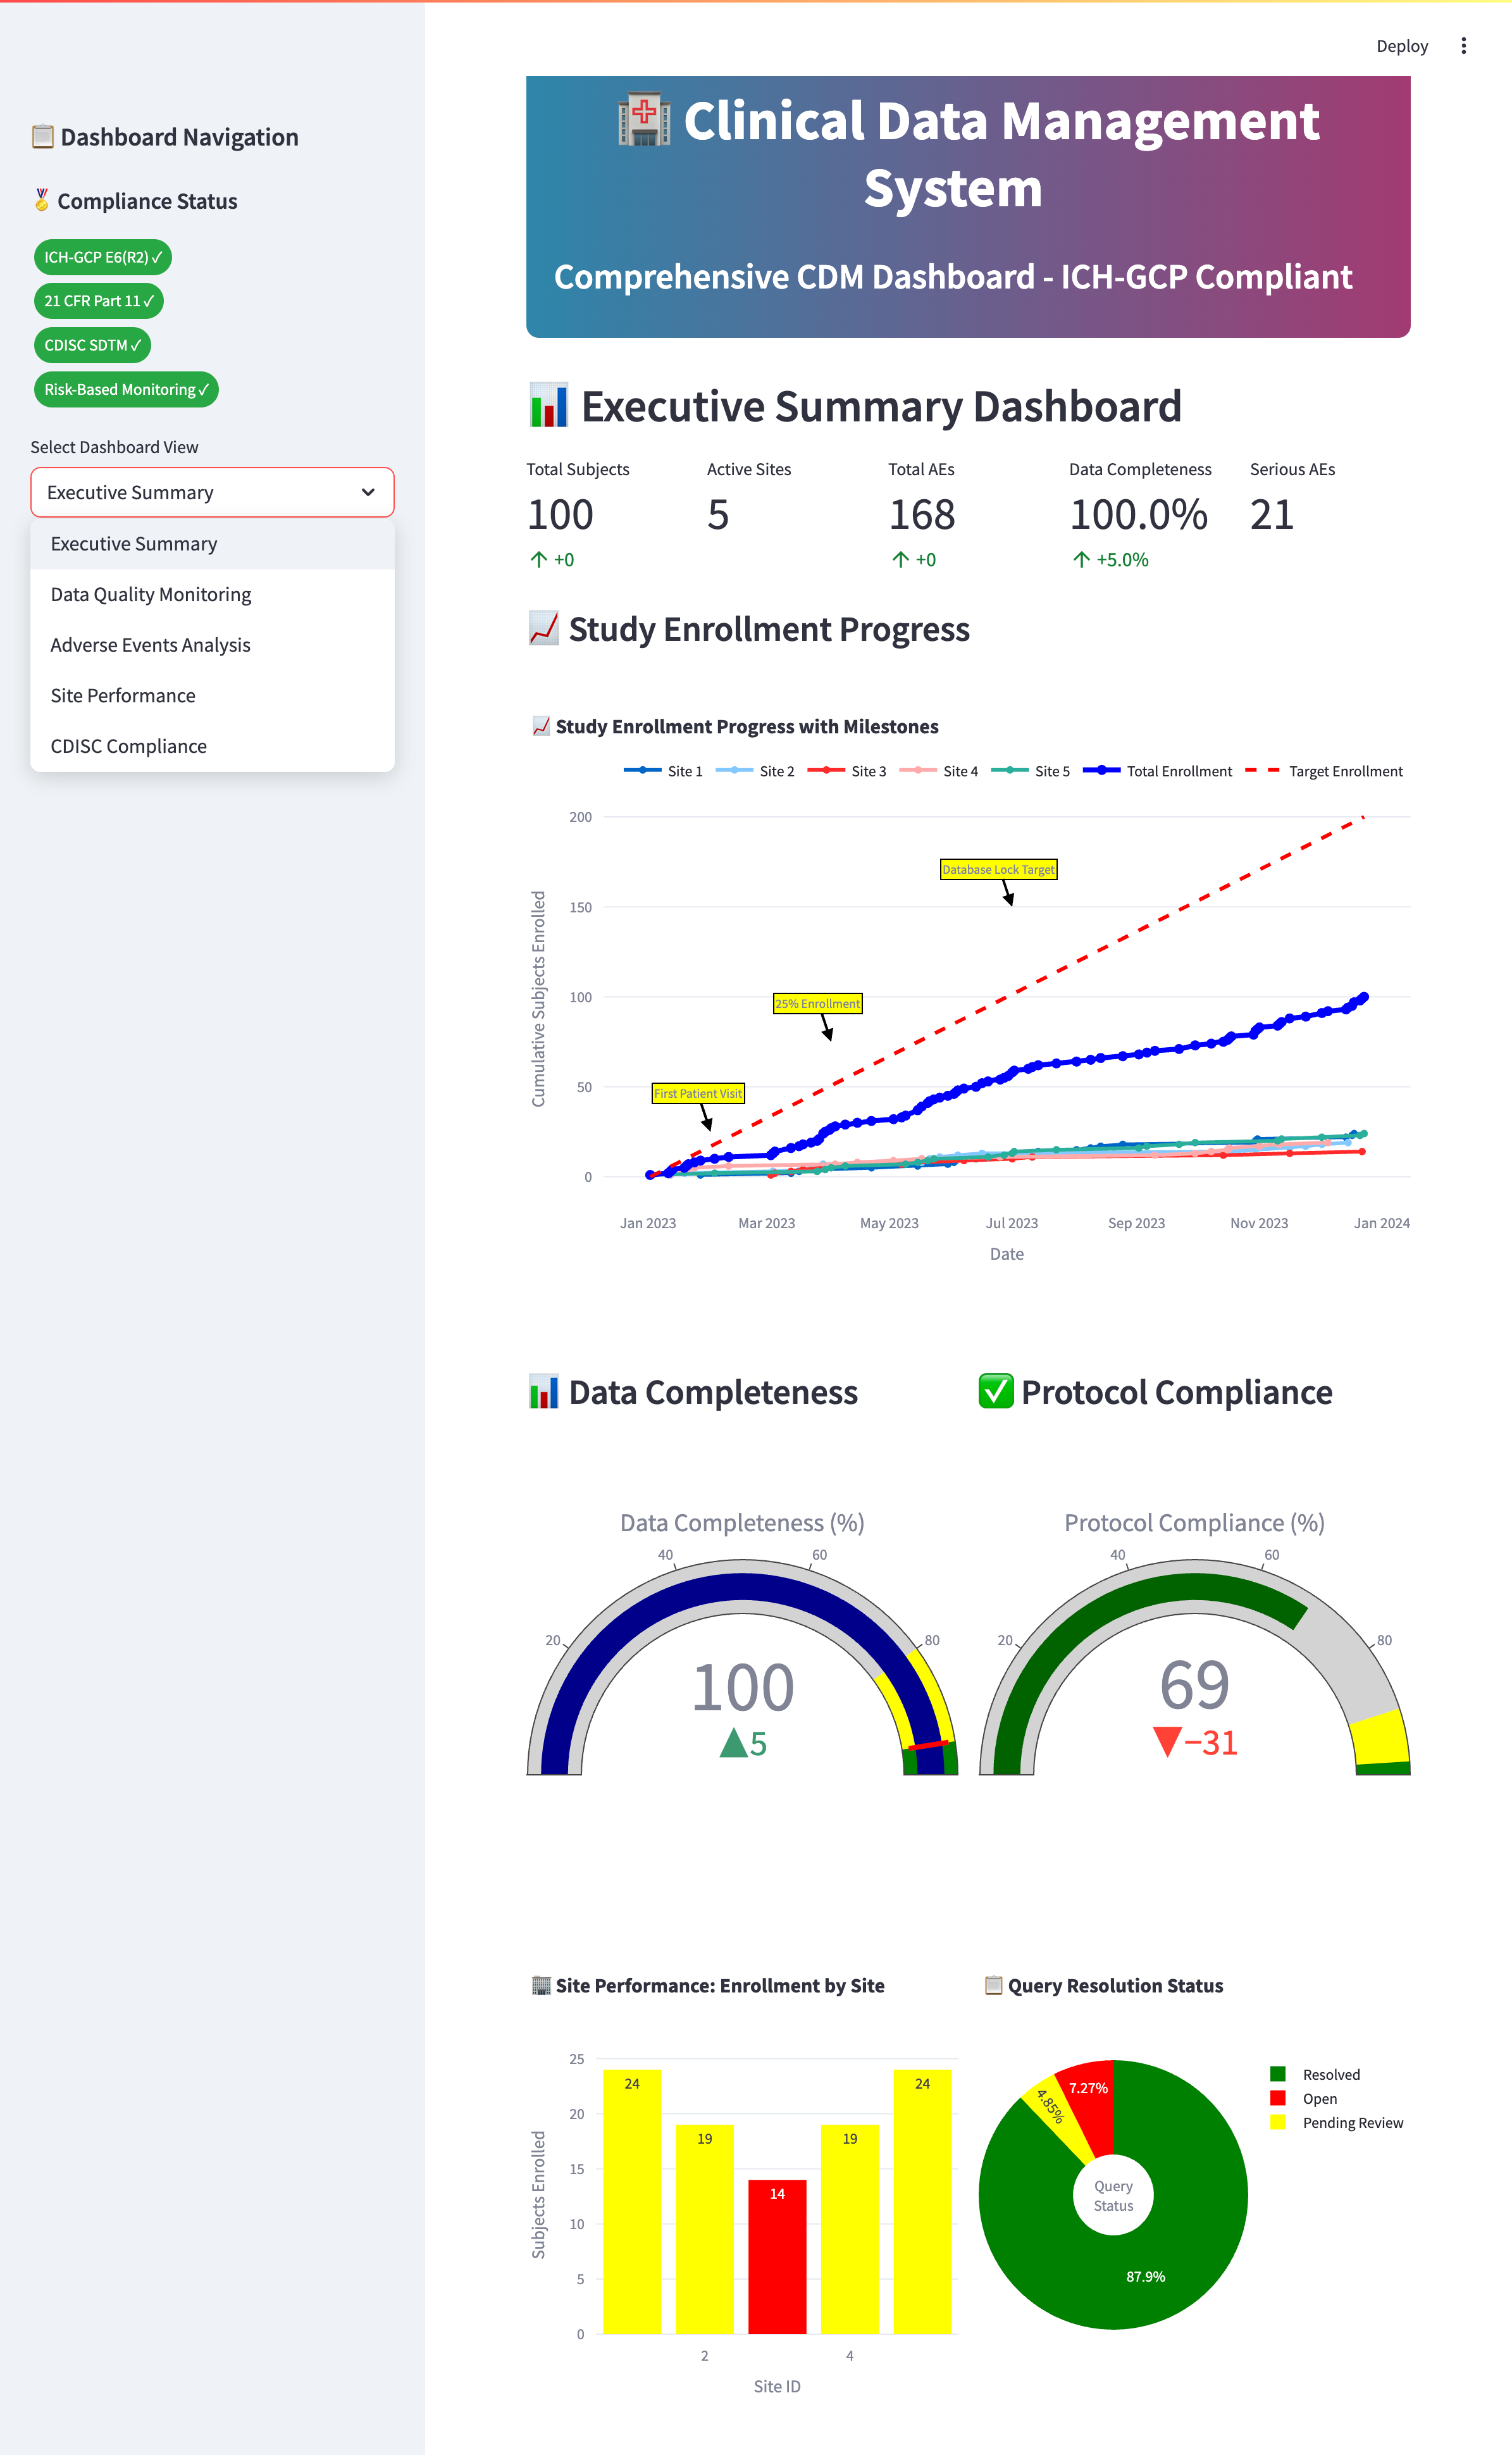 Deploy
Dashboard Navigation
Compliance Status
ICH-GCP E6(R2) ✓
21 CFR Part 11 ✓
CDISC SDTM ✓
Risk-Based Monitoring ✓
Select Dashboard View
Executive Summary
Executive Summary
Data Quality Monitoring
Adverse Events Analysis
Site Performance
CDISC Compliance
Clinical Data Management
System
Comprehensive CDM Dashboard - ICH-GCP Compliant
Executive Summary Dashboard
Total Subjects
100
↑ +0
Active Sites
5
Total AEs
168
↑ +0
Data Completeness
100.0%
↑ +5.0%
Serious AEs
21
Study Enrollment Progress
Study Enrollment Progress with Milestones
Site 1 Site 2 Site 3 Site 4 Site 5 Total Enrollment Target Enrollment
Cumulative Subjects Enrolled
200
150
100
50
0
Database Lock Target
25% Enrollment
First Patient Visit
Jan 2023 Mar 2023 May 2023 Jul 2023 Sep 2023 Nov 2023 Jan 2024
Date
Data Completeness
Data Completeness (%)
20 40 60 80
100
▲5
Protocol Compliance
Protocol Compliance (%)
20 40 60 80
69
▼−31
Site Performance: Enrollment by Site
Subjects Enrolled
25
20
15
10
5
0
24 19 14 19 24
2 4
Site ID
Query Resolution Status
7.27%
4.85%
87.9%
Query
Status
Resolved
Open
Pending Review